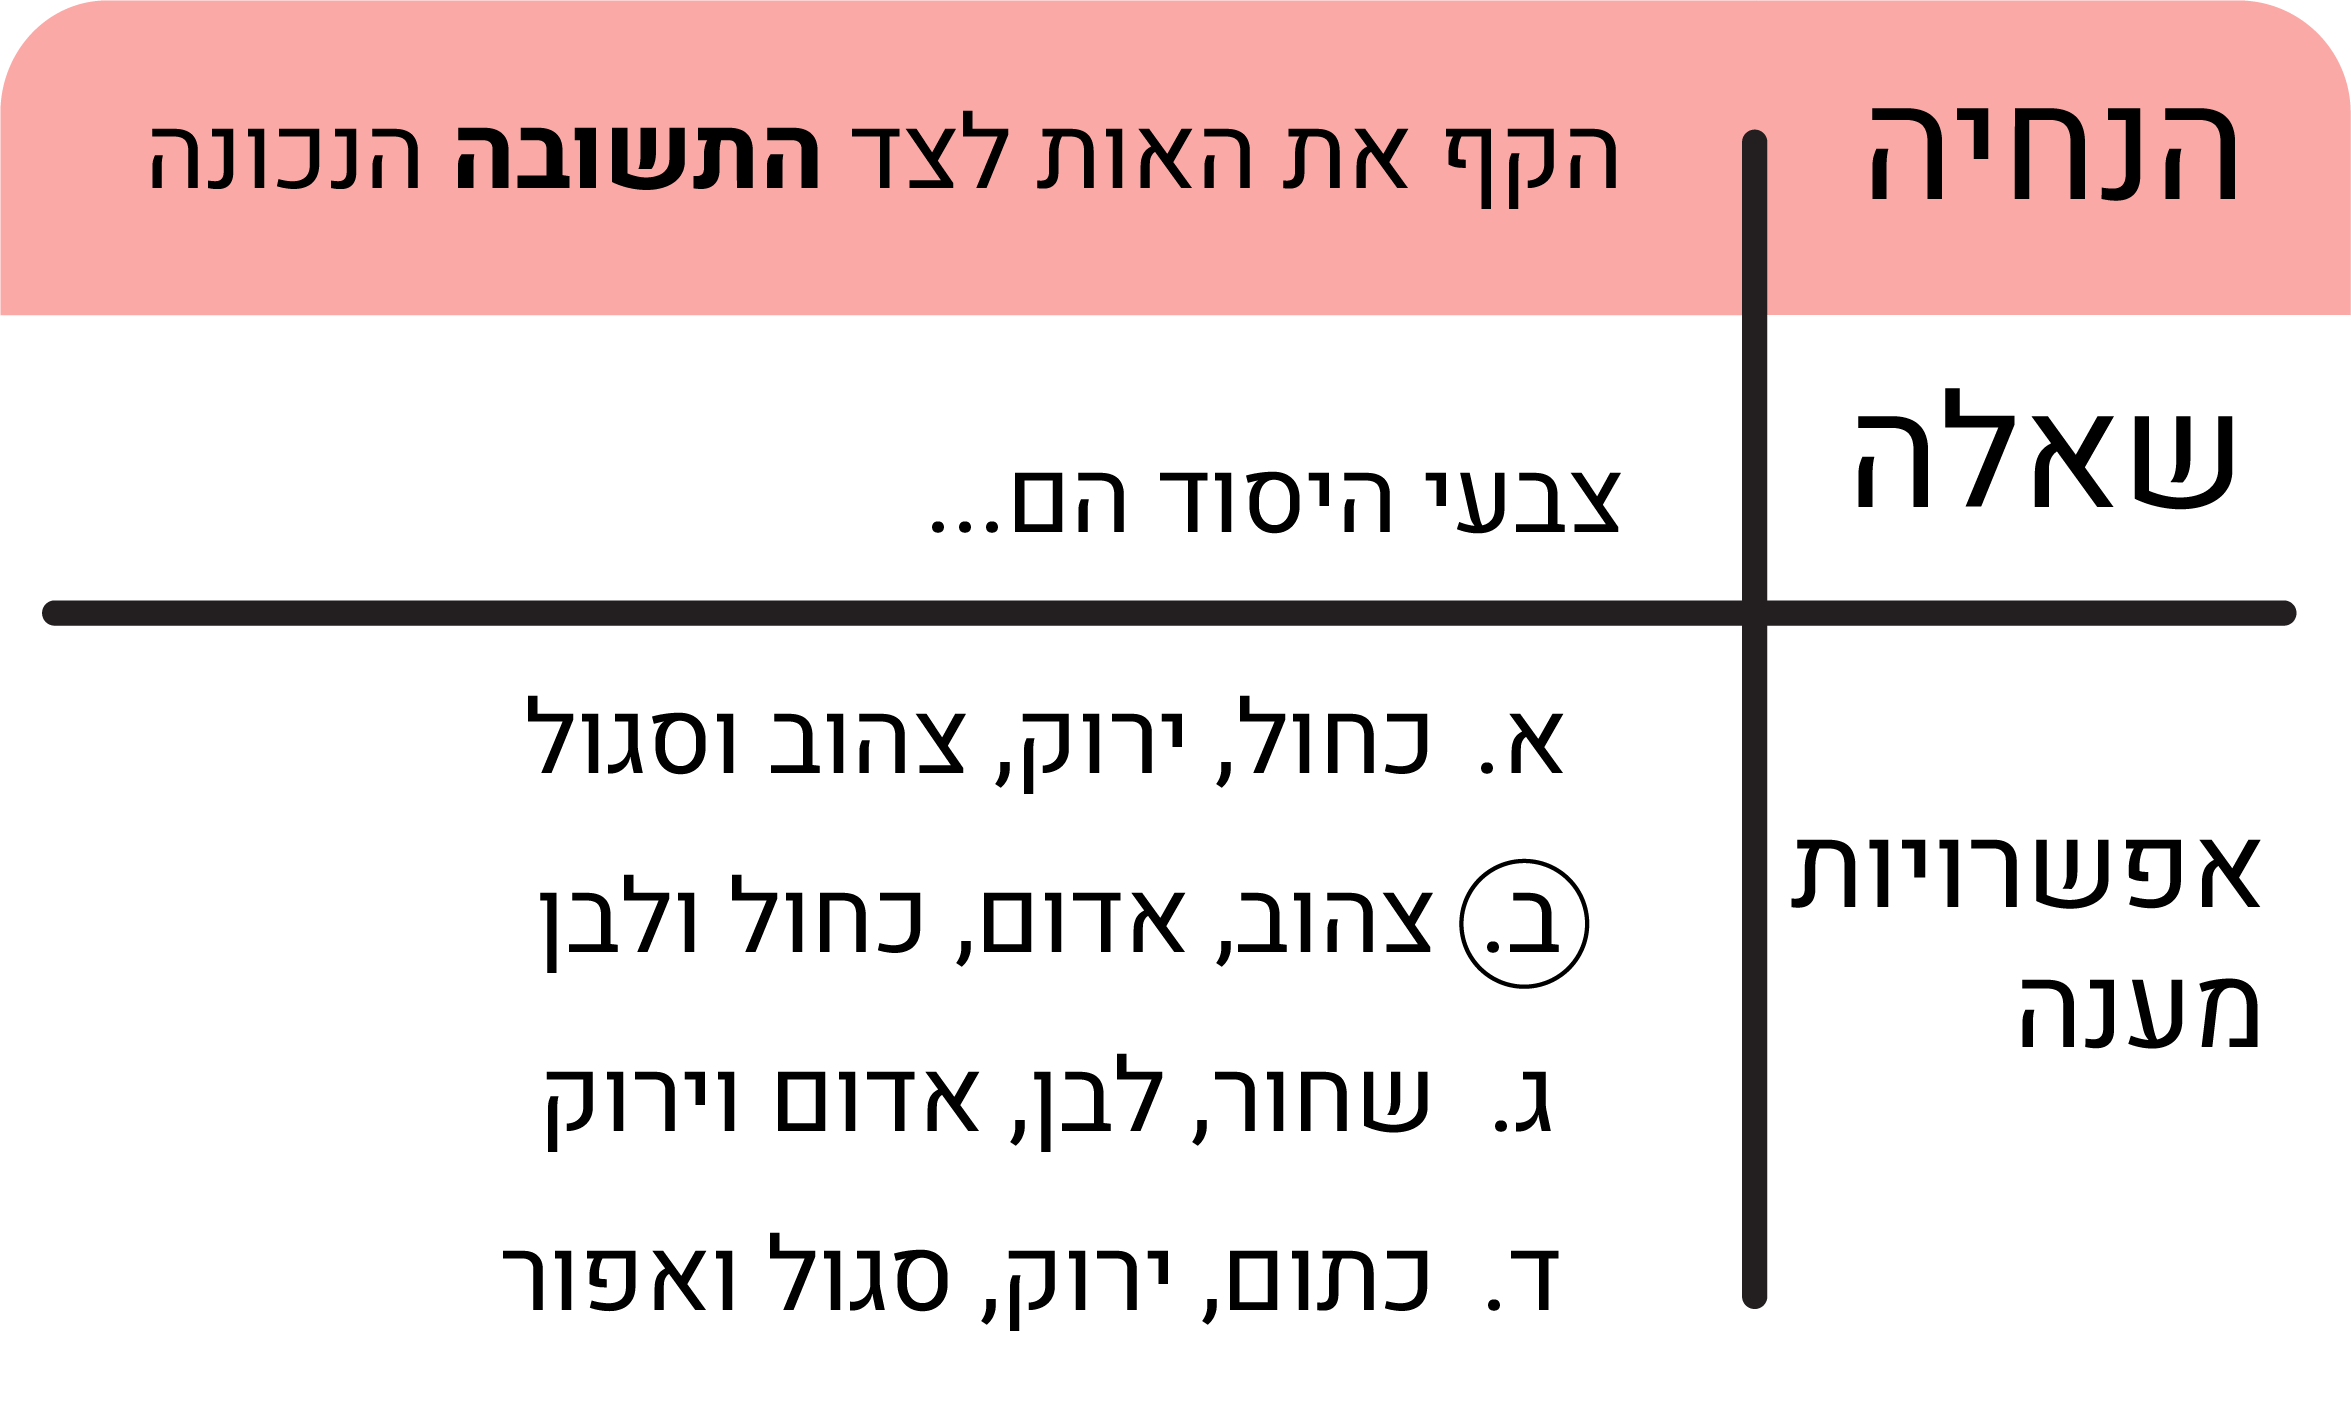 הנחיה
הקף את האות לצד התשובה הנכונה
שאלה
צבעי היסוד הם...
אפשרויות
מענה
א. כחול, ירוק, צהוב וסגול
ב. צהוב, אדום, כחול ולבן
ג. שחור, לבן, אדום וירוק
ד. כתום, ירוק, סגול ואפור